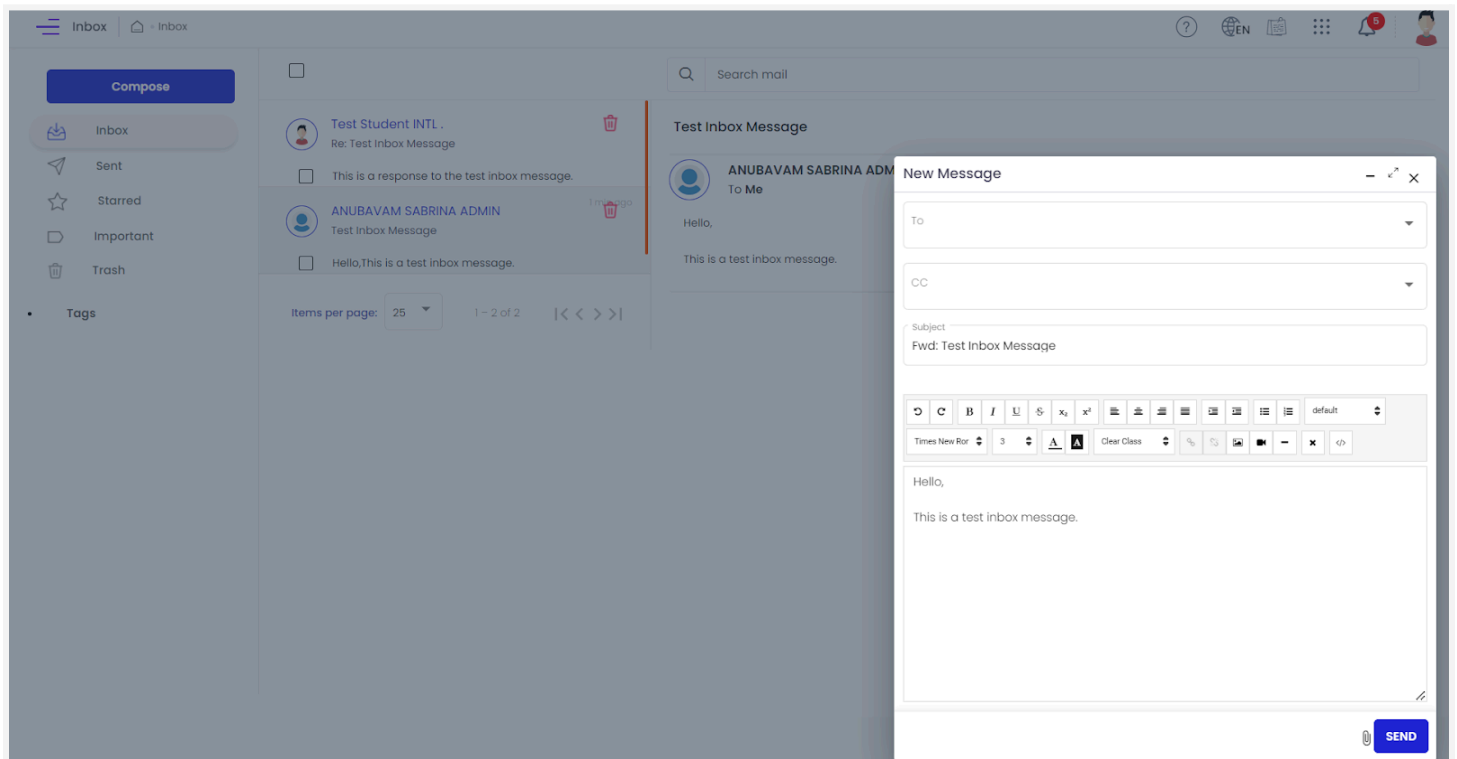 Inbox
Inbox
EN
5
Compose
Inbox
Sent
Starred
Important
Trash
Tags
Test Student INTL .
Re: Test Inbox Message
This is a response to the test inbox message.
ANUBAVAM SABRINA ADMIN
Test Inbox Message
Hello,This is a test inbox message.
Items per page: 25 1 – 2 of 2
Search mail
Test Inbox Message
ANUBAVAM SABRINA ADM
To Me
Hello,
This is a test inbox message.
New Message
To
CC
Subject
Fwd: Test Inbox Message
B I U S x₂ x² default
Times New Ror 3 A A Clear Class
Hello,
This is a test inbox message.
SEND